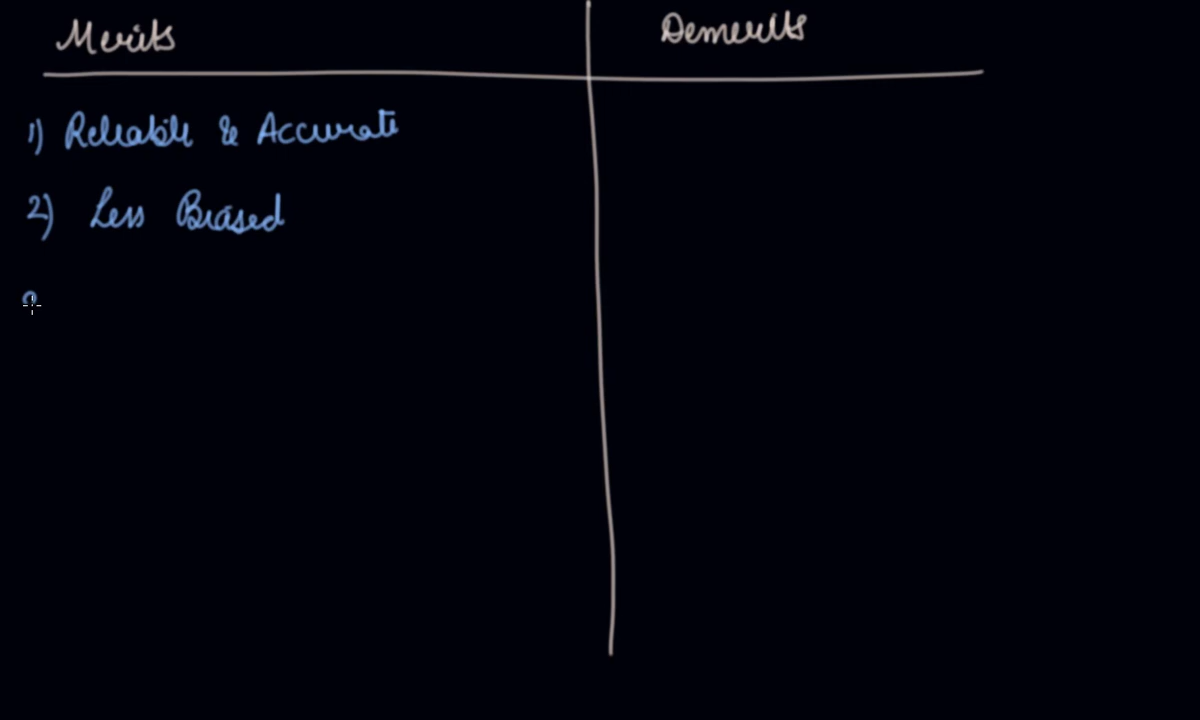 Merits
Demerits
1) Reliable & Accurate
2) Less Biased